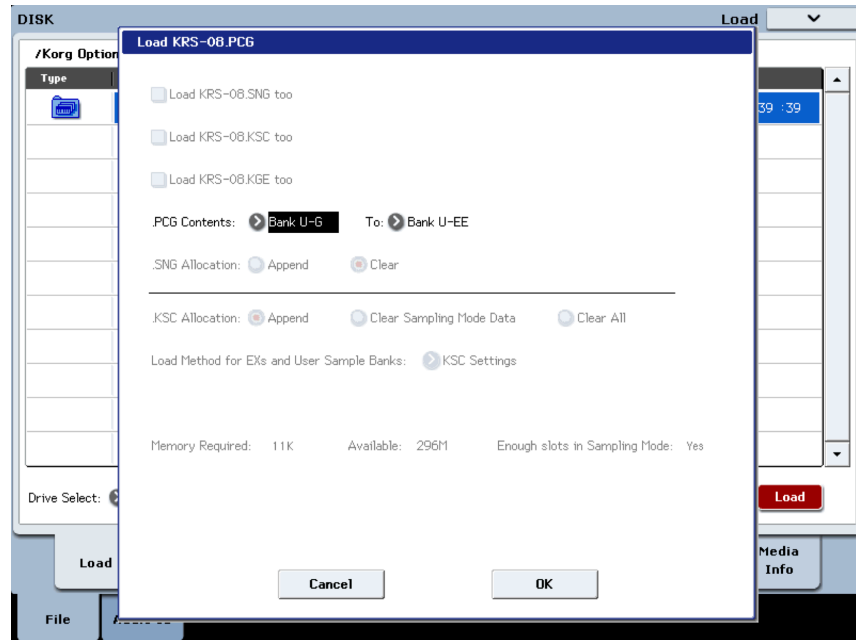 DISK
Load
/Korg Option
Load KRS-08.PCG
Type
Load KRS-08.SNG too
39 :39
Load KRS-08.KSC too
Load KRS-08.KGE too
.PCG Contents: Bank U-G To: Bank U-EE
.SNG Allocation: Append Clear
.KSC Allocation: Append Clear Sampling Mode Data Clear All
Load Method for EXs and User Sample Banks: KSC Settings
Memory Required: 11K Available: 296M Enough slots in Sampling Mode: Yes
Drive Select:
Load
Load
Media
Info
Cancel OK
File